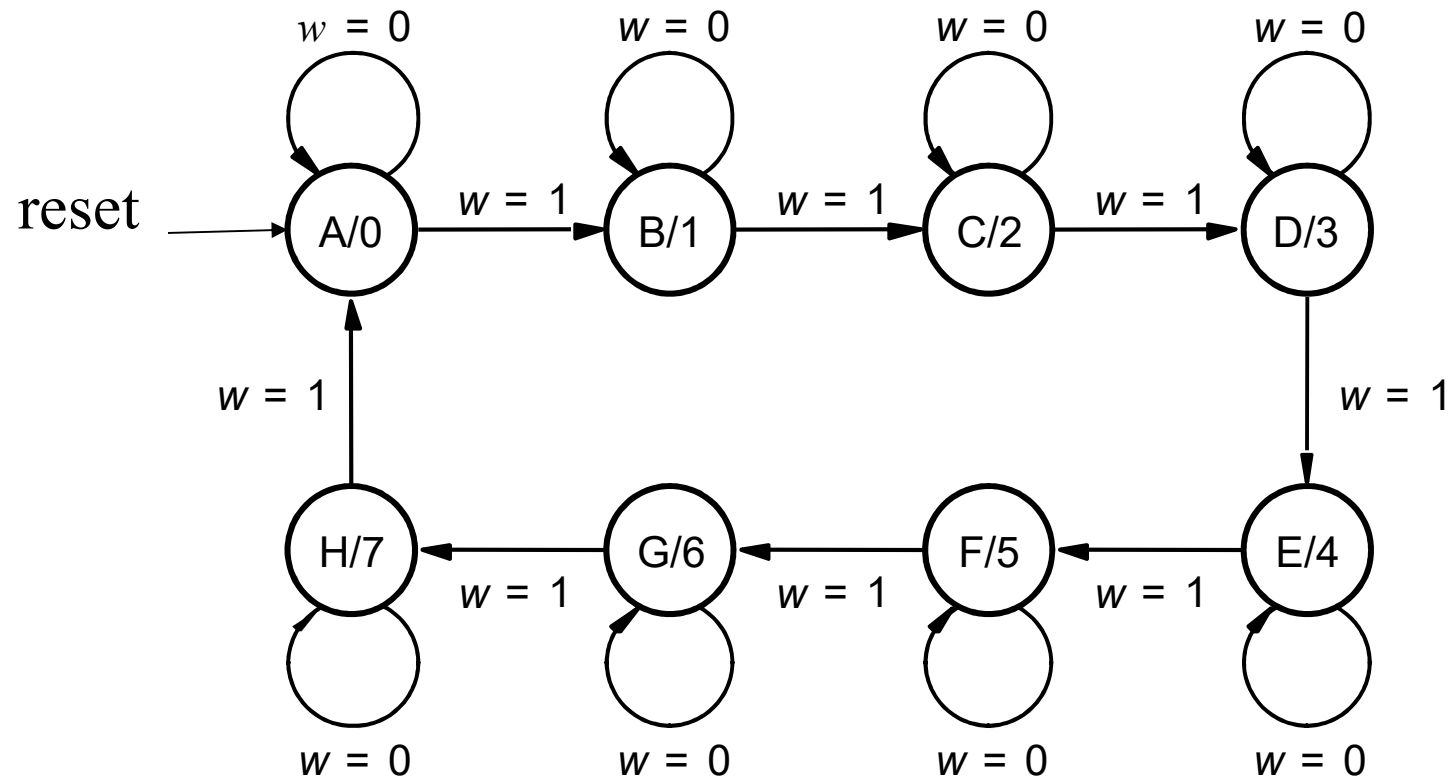 w = 0 w = 0 w = 0 w = 0
reset
w = 1 w = 1 w = 1
A/0 B/1 C/2 D/3
w = 1 w = 1
H/7 G/6 F/5 E/4
w = 1 w = 1 w = 1
w = 0 w = 0 w = 0 w = 0